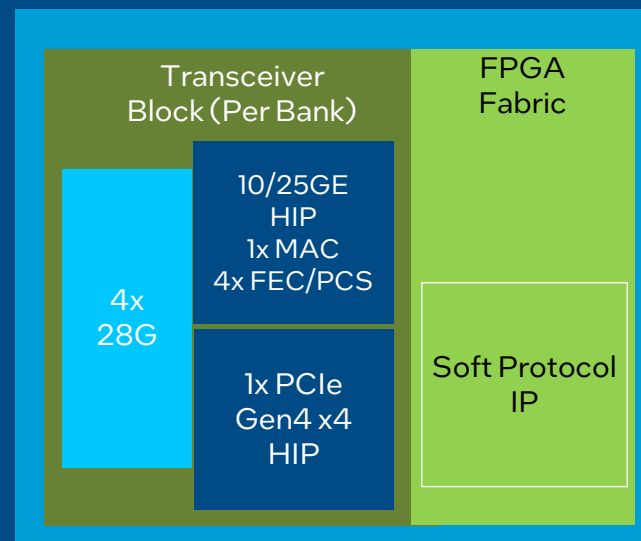 Transceiver
Block (Per Bank)
FPGA
Fabric
4x
28G
10/25GE
HIP
1x MAC
4x FEC/PCS
1x PCIe
Gen4 x4
HIP
Soft Protocol
IP